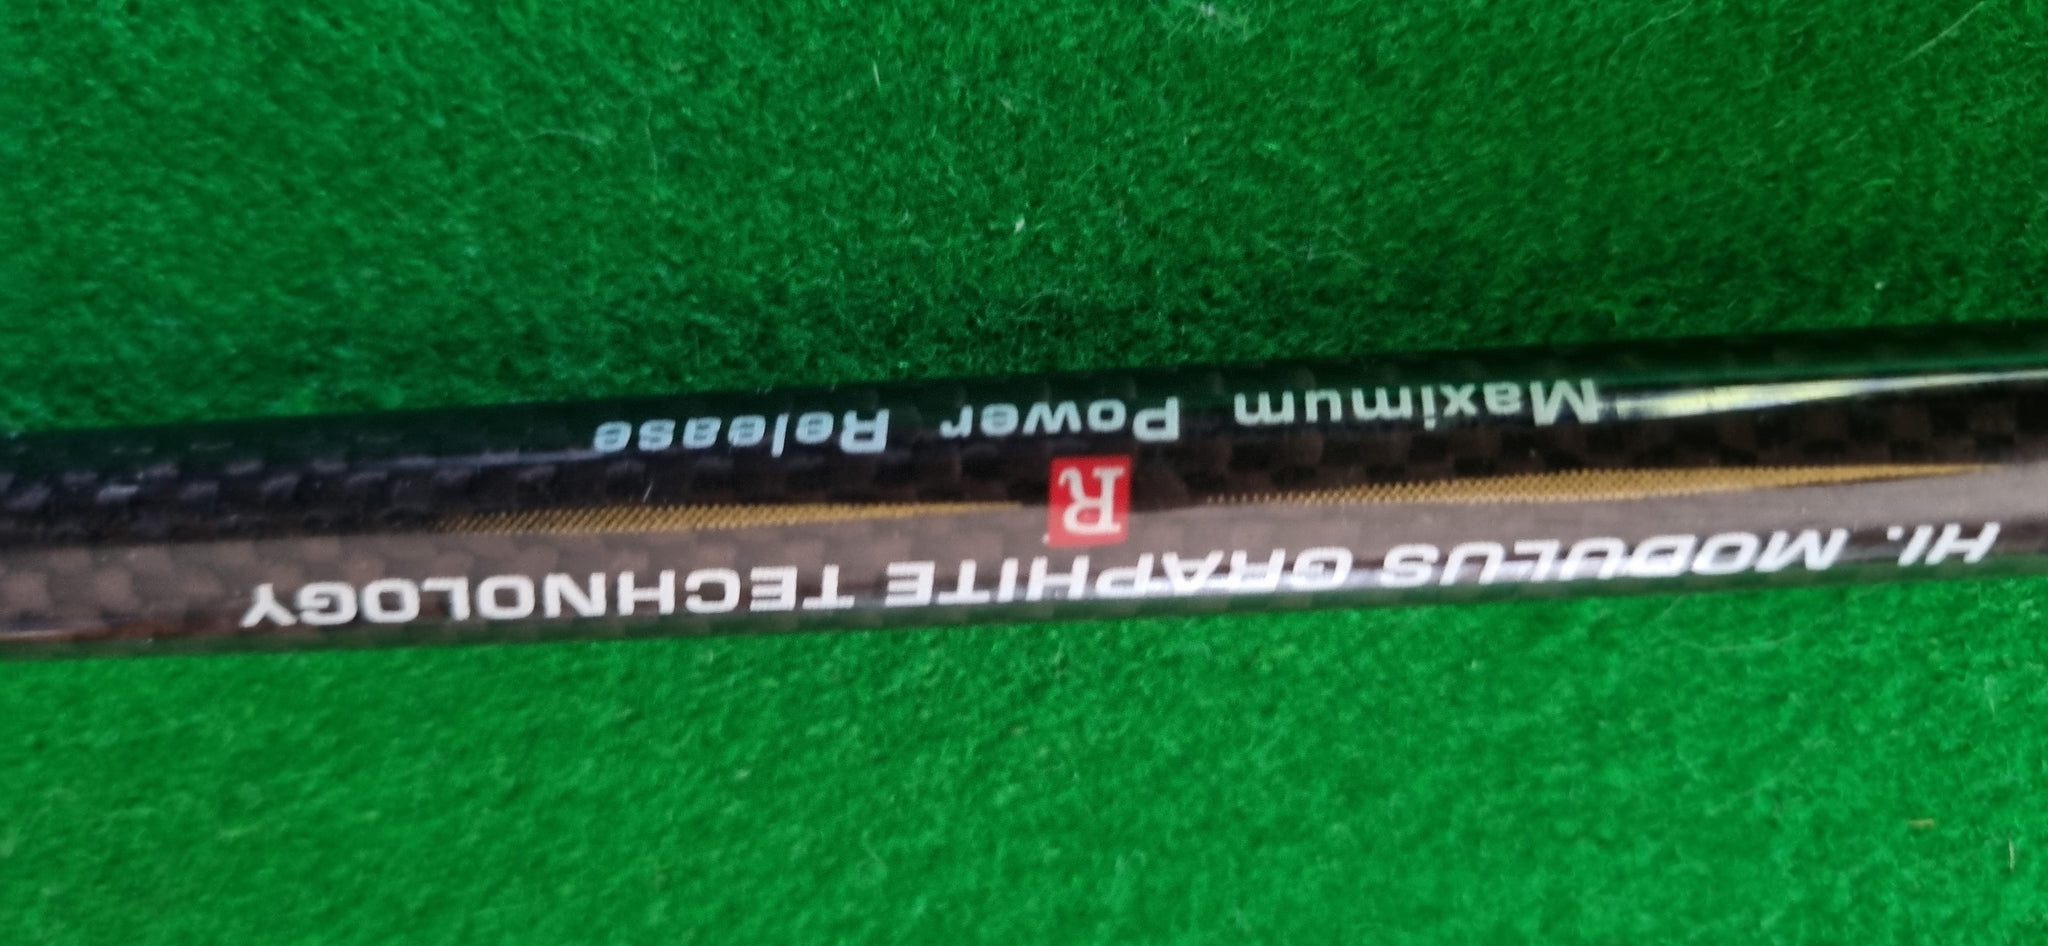 HI. MODULUS GRAPHITE TECHNOLOGY
R
Maximum Power Release